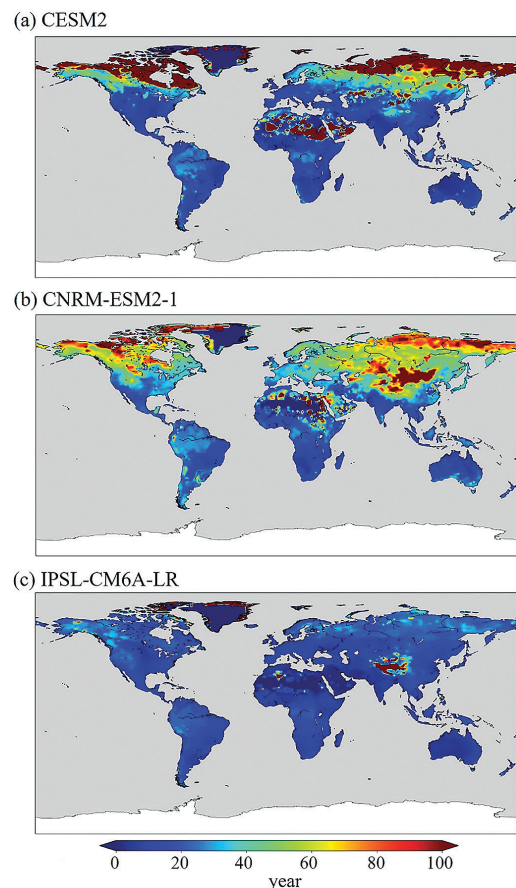 (a) CESM2
(b) CNRM-ESM2-1
(c) IPSL-CM6A-LR
0 20 40 60 80 100
year